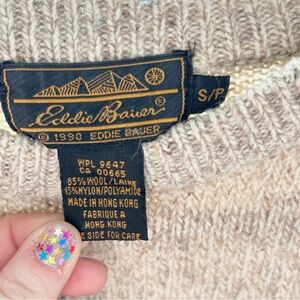 Eddie Bauer
© 1990 EDDIE BAUER
S/P
WPL 9647
CA 00665
85% WOOL/LAINE
15% NYLON/POLYAMIDE
MADE IN HONG KONG
FABRIQUE A
HONG KONG
E SIDE FOR CARE